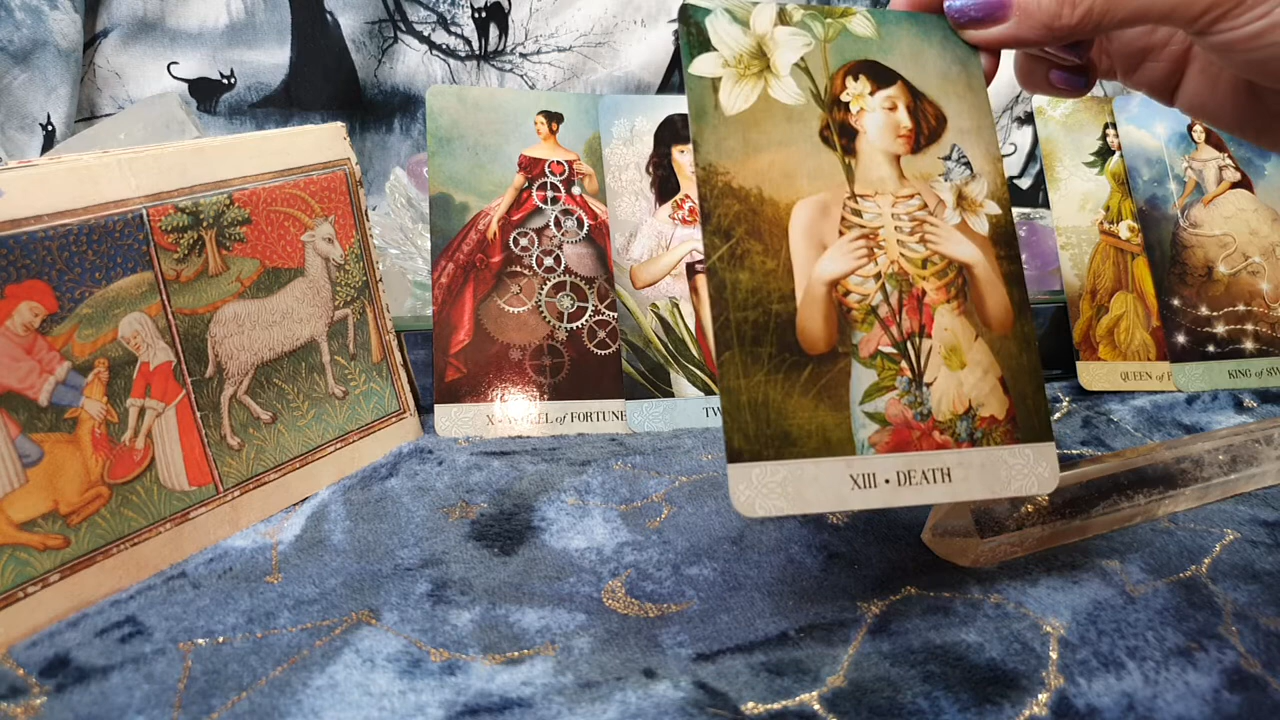 X • WHEEL of FORTUNE
TW
XIII • DEATH
QUEEN of
KING of SW